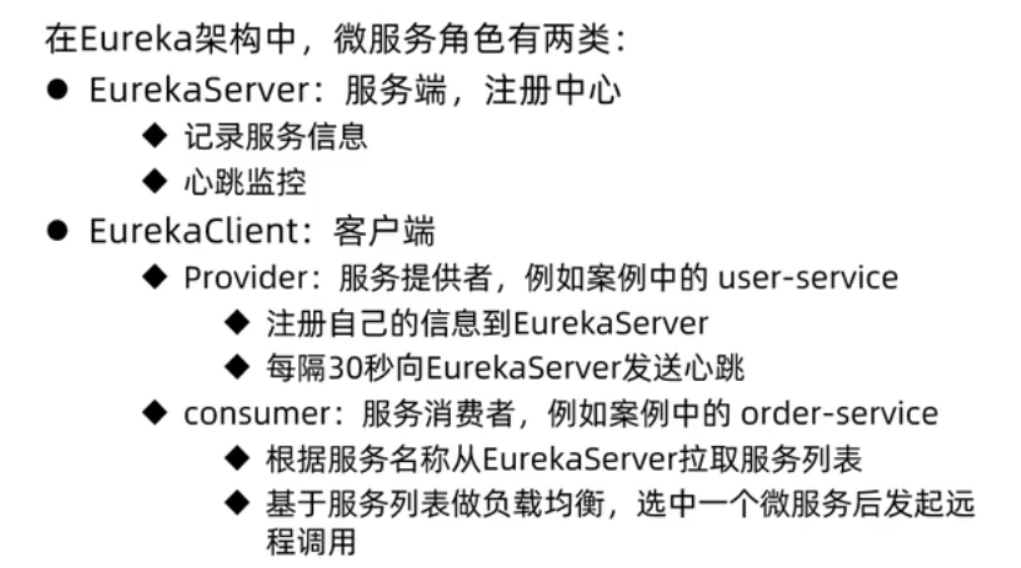 在Eureka架构中，微服务角色有两类：
● EurekaServer：服务端，注册中心
◆ 记录服务信息
◆ 心跳监控
● EurekaClient：客户端
◆ Provider：服务提供者，例如案例中的 user-service
◆ 注册自己的信息到EurekaServer
◆ 每隔30秒向EurekaServer发送心跳
◆ consumer：服务消费者，例如案例中的 order-service
◆ 根据服务名称从EurekaServer拉取服务列表
◆ 基于服务列表做负载均衡，选中一个微服务后发起远
程调用